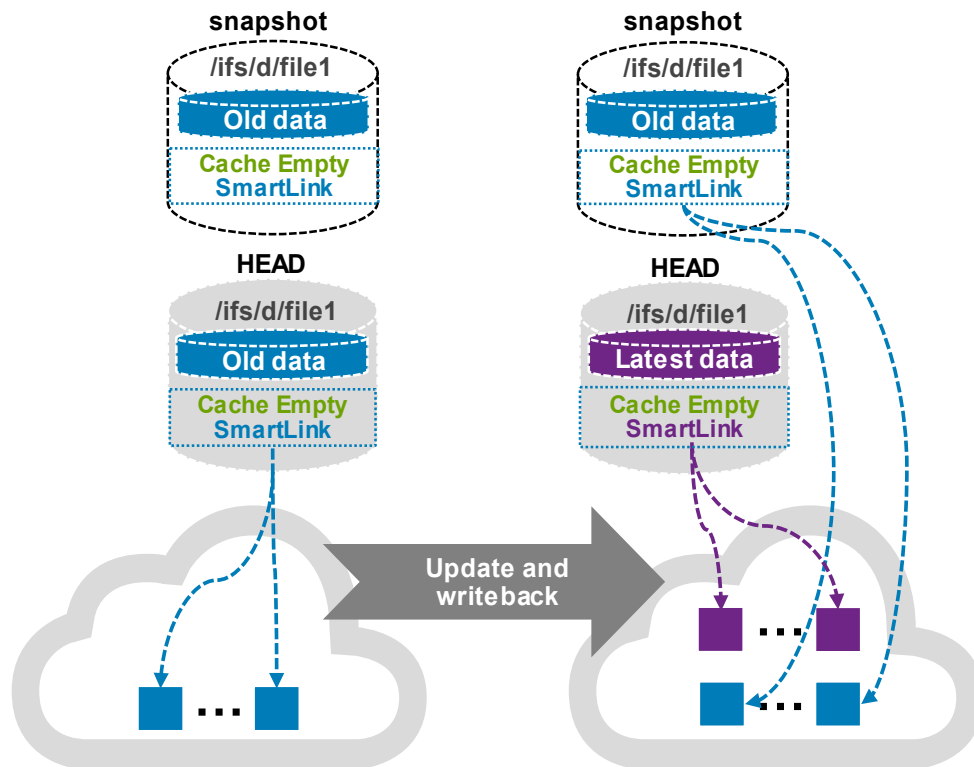 snapshot
/ifs/d/file1
Old data
Cache Empty
SmartLink
HEAD
/ifs/d/file1
Old data
Cache Empty
SmartLink
Update and
writeback
snapshot
/ifs/d/file1
Old data
Cache Empty
SmartLink
HEAD
/ifs/d/file1
Latest data
Cache Empty
SmartLink